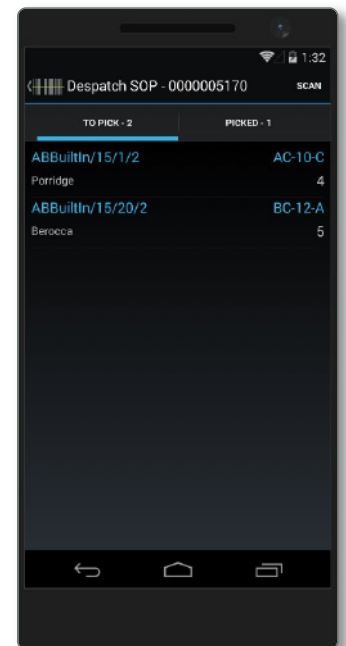 1:32
Despatch SOP - 0000005170 SCAN
TO PICK - 2 PICKED - 1
ABBuiltIn/15/1/2 AC-10-C
Porridge 4
ABBuiltIn/15/20/2 BC-12-A
Berocca 5